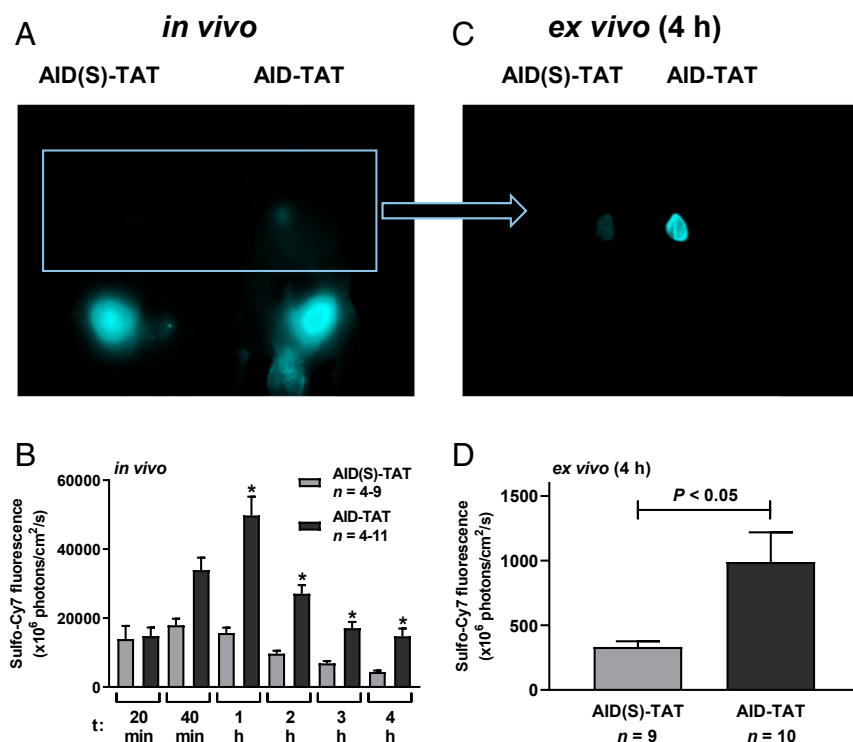 A
in vivo
AID(S)-TAT
AID-TAT
C
ex vivo (4 h)
AID(S)-TAT
AID-TAT
B
in vivo
Sulfo-Cy7 fluorescence
(x10⁶ photons/cm²/s)
60000
40000
20000
0
AID(S)-TAT
n = 4-9
AID-TAT
n = 4-11
*
*
*
*
t:
20 min
40 min
1 h
2 h
3 h
4 h
D
ex vivo (4 h)
Sulfo-Cy7 fluorescence
(x10⁶ photons/cm²/s)
1500
1000
500
0
P < 0.05
AID(S)-TAT
n = 9
AID-TAT
n = 10